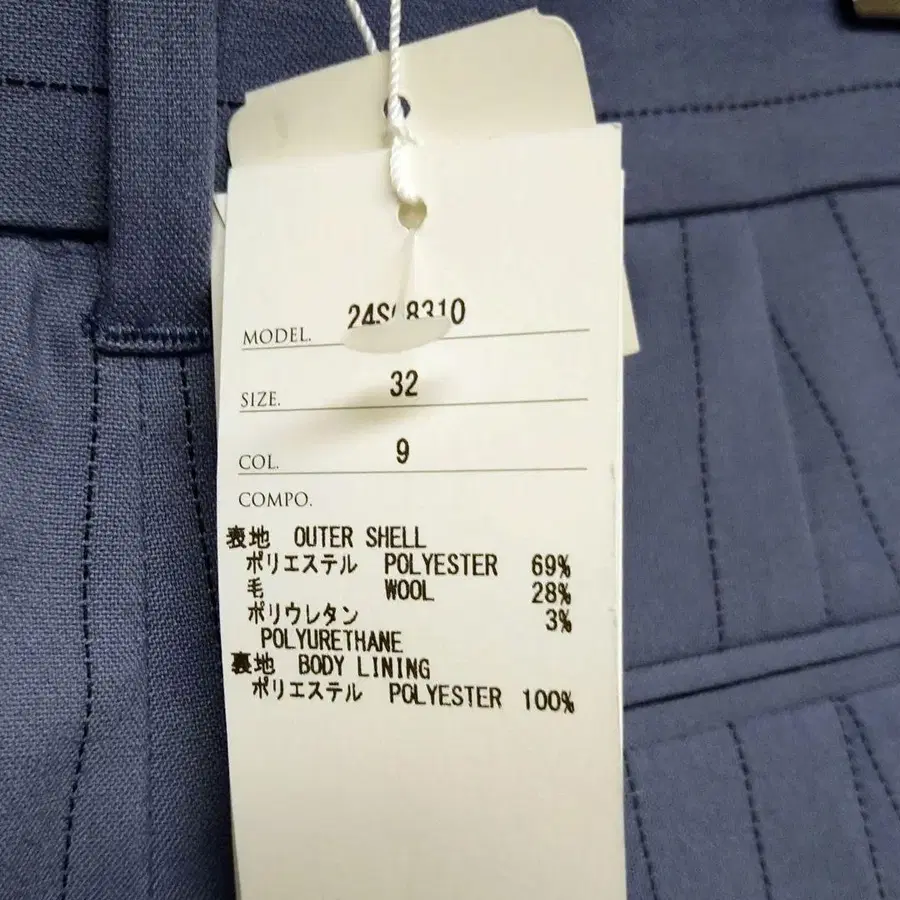 MODEL.
SIZE. 32
COL. 9
COMPO.
表地 OUTER SHELL
ポリエステル POLYESTER 69%
毛 WOOL 28%
ポリウレタン 3%
POLYURETHANE
裏地 BODY LINING
ポリエステル POLYESTER 100%